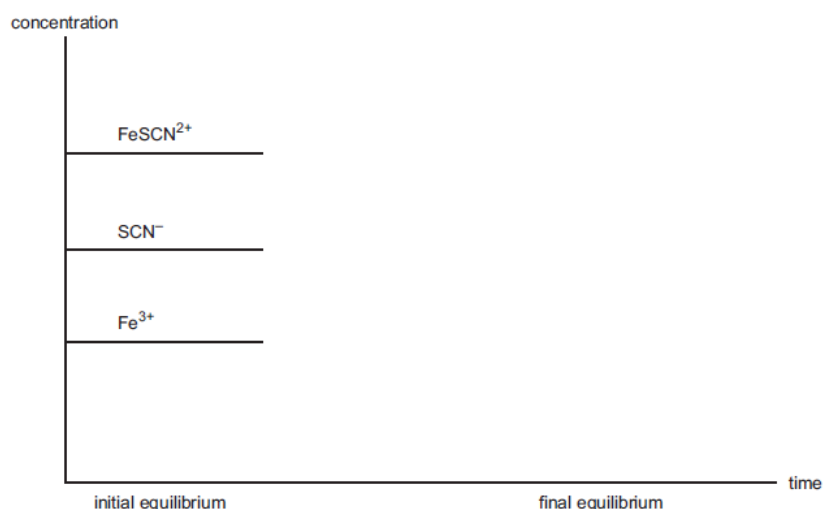 concentration
FeSCN²⁺
SCN⁻
Fe³⁺
time
initial equilibrium
final equilibrium